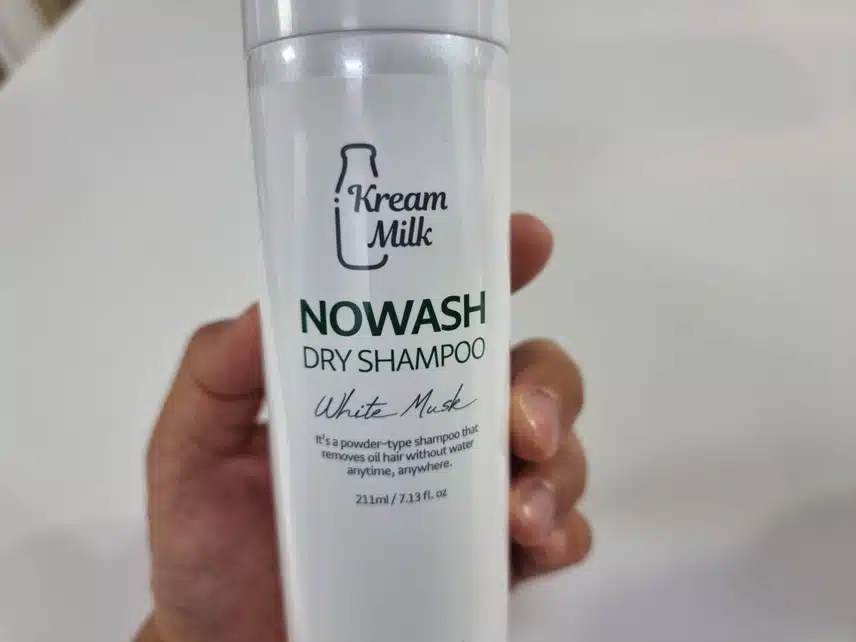 Kream
Milk
NOWASH
DRY SHAMPOO
White Musk
It's a powder-type shampoo that
removes oil hair without water
anytime, anywhere.
211ml / 7.13 fl. oz